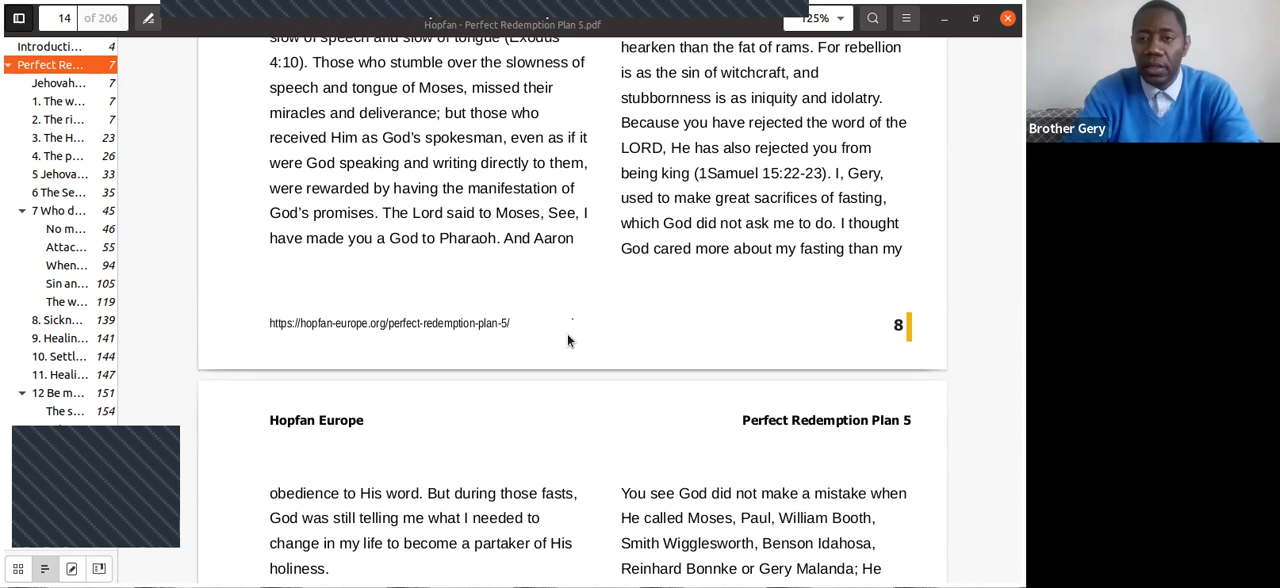 14 of 206
Hopfan - Perfect Redemption Plan 5.pdf
125%
Introducti... 4
Perfect Re... 7
Jehovah... 7
1. The w... 7
2. The ri... 7
3. The H... 23
4. The p... 26
5 Jehova... 33
6 The Se... 35
7 Who d... 45
No m... 46
Attac... 55
When... 94
Sin an... 105
The w... 119
8. Sickn... 139
9. Healin... 141
10. Settl... 144
11. Heali... 147
12 Be m... 151
The s... 154
slow of speech and slow of tongue (Exodus
4:10). Those who stumble over the slowness of
speech and tongue of Moses, missed their
miracles and deliverance; but those who
received Him as God's spokesman, even as if it
were God speaking and writing directly to them,
were rewarded by having the manifestation of
God's promises. The Lord said to Moses, See, I
have made you a God to Pharaoh. And Aaron
hearken than the fat of rams. For rebellion
is as the sin of witchcraft, and
stubbornness is as iniquity and idolatry.
Because you have rejected the word of the
LORD, He has also rejected you from
being king (1Samuel 15:22-23). I, Gery,
used to make great sacrifices of fasting,
which God did not ask me to do. I thought
God cared more about my fasting than my
https://hopfan-europe.org/perfect-redemption-plan-5/
8
Hopfan Europe
Perfect Redemption Plan 5
obedience to His word. But during those fasts,
God was still telling me what I needed to
change in my life to become a partaker of His
holiness.
You see God did not make a mistake when
He called Moses, Paul, William Booth,
Smith Wigglesworth, Benson Idahosa,
Reinhard Bonnke or Gery Malanda; He
Brother Gery